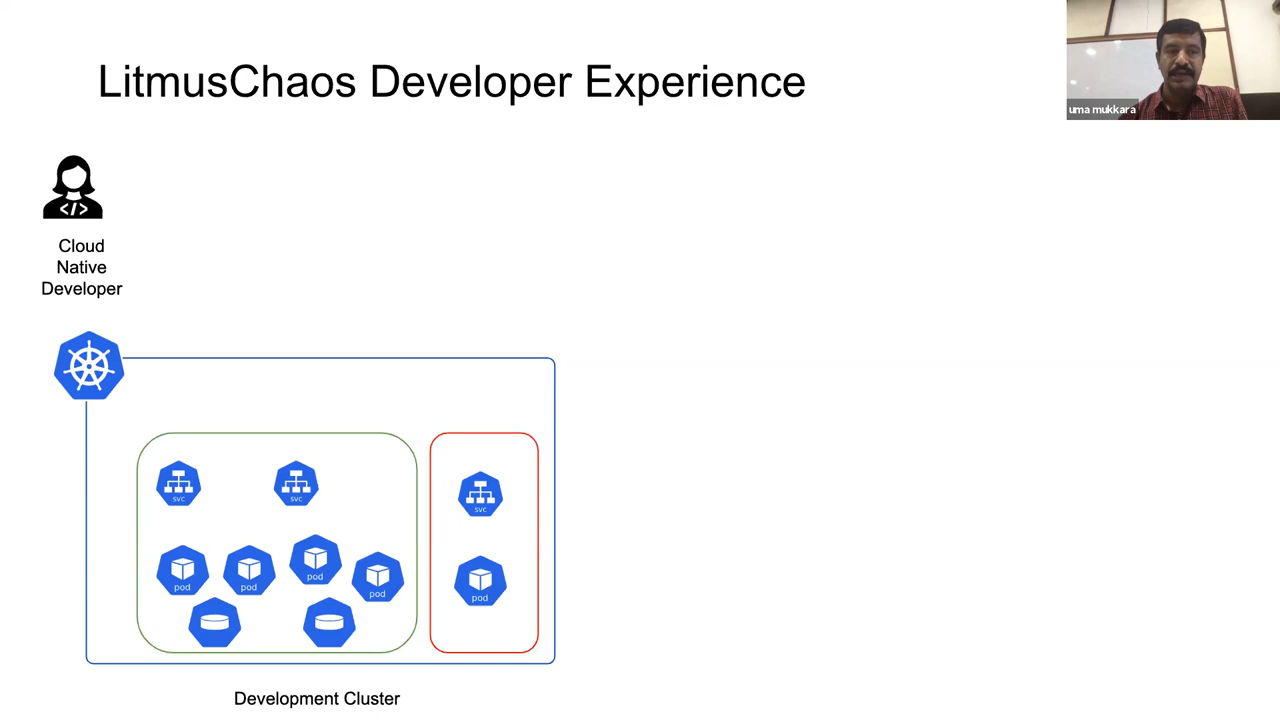 LitmusChaos Developer Experience
uma mukkara
</>
Cloud
Native
Developer
svc
svc
svc
pod
pod
pod
pod
pod
Development Cluster